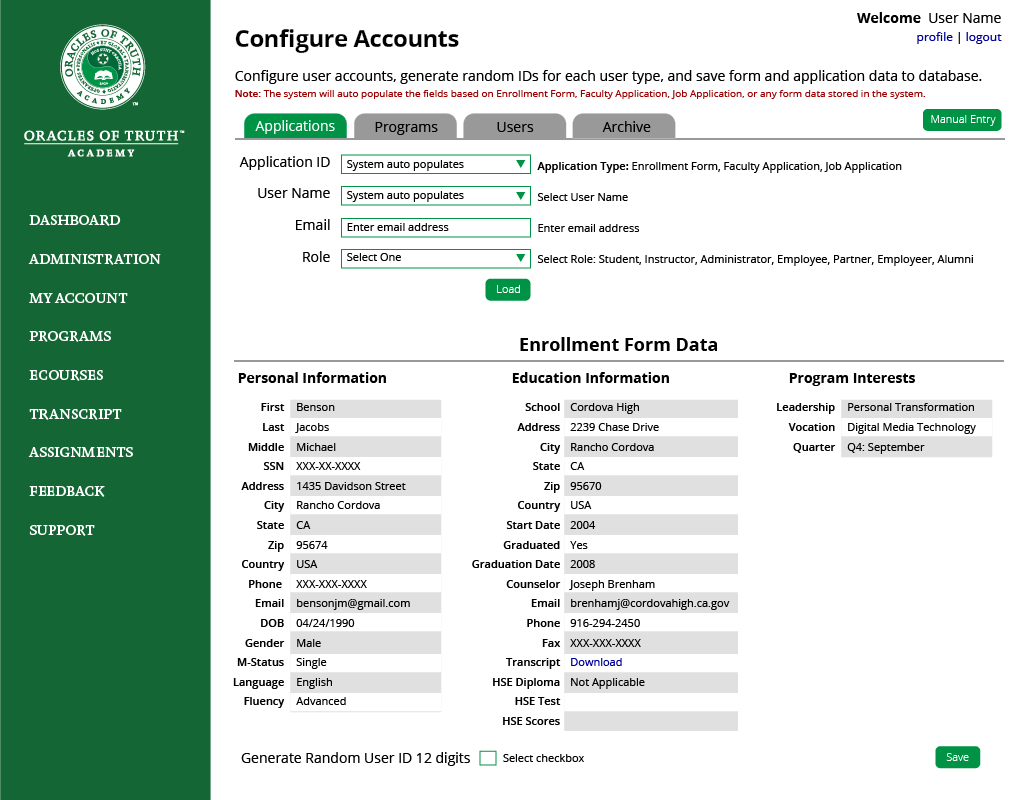 ORACLES OF TRUTH
ACADEMY
ORACLES OF TRUTH™
ACADEMY
DASHBOARD
ADMINISTRATION
MY ACCOUNT
PROGRAMS
ECOURSES
TRANSCRIPT
ASSIGNMENTS
FEEDBACK
SUPPORT
Welcome User Name
profile | logout
Configure Accounts
Configure user accounts, generate random IDs for each user type, and save form and application data to database.
Note: The system will auto populate the fields based on Enrollment Form, Faculty Application, Job Application, or any form data stored in the system.
Applications Programs Users Archive Manual Entry
Application ID System auto populates Application Type: Enrollment Form, Faculty Application, Job Application
User Name System auto populates Select User Name
Email Enter email address Enter email address
Role Select One Select Role: Student, Instructor, Administrator, Employee, Partner, Employeer, Alumni
Load
Enrollment Form Data
Personal Information Education Information Program Interests
First Benson School Cordova High Leadership Personal Transformation
Last Jacobs Address 2239 Chase Drive Vocation Digital Media Technology
Middle Michael City Rancho Cordova Quarter Q4: September
SSN XXX-XX-XXXX State CA
Address 1435 Davidson Street Zip 95670
City Rancho Cordova Country USA
State CA Start Date 2004
Zip 95674 Graduated Yes
Country USA Graduation Date 2008
Phone XXX-XXX-XXXX Counselor Joseph Brenham
Email bensonjm@gmail.com Email brenhamj@cordovahigh.ca.gov
DOB 04/24/1990 Phone 916-294-2450
Gender Male Fax XXX-XXX-XXXX
M-Status Single Transcript Download
Language English HSE Diploma Not Applicable
Fluency Advanced HSE Test
HSE Scores
Generate Random User ID 12 digits Select checkbox Save